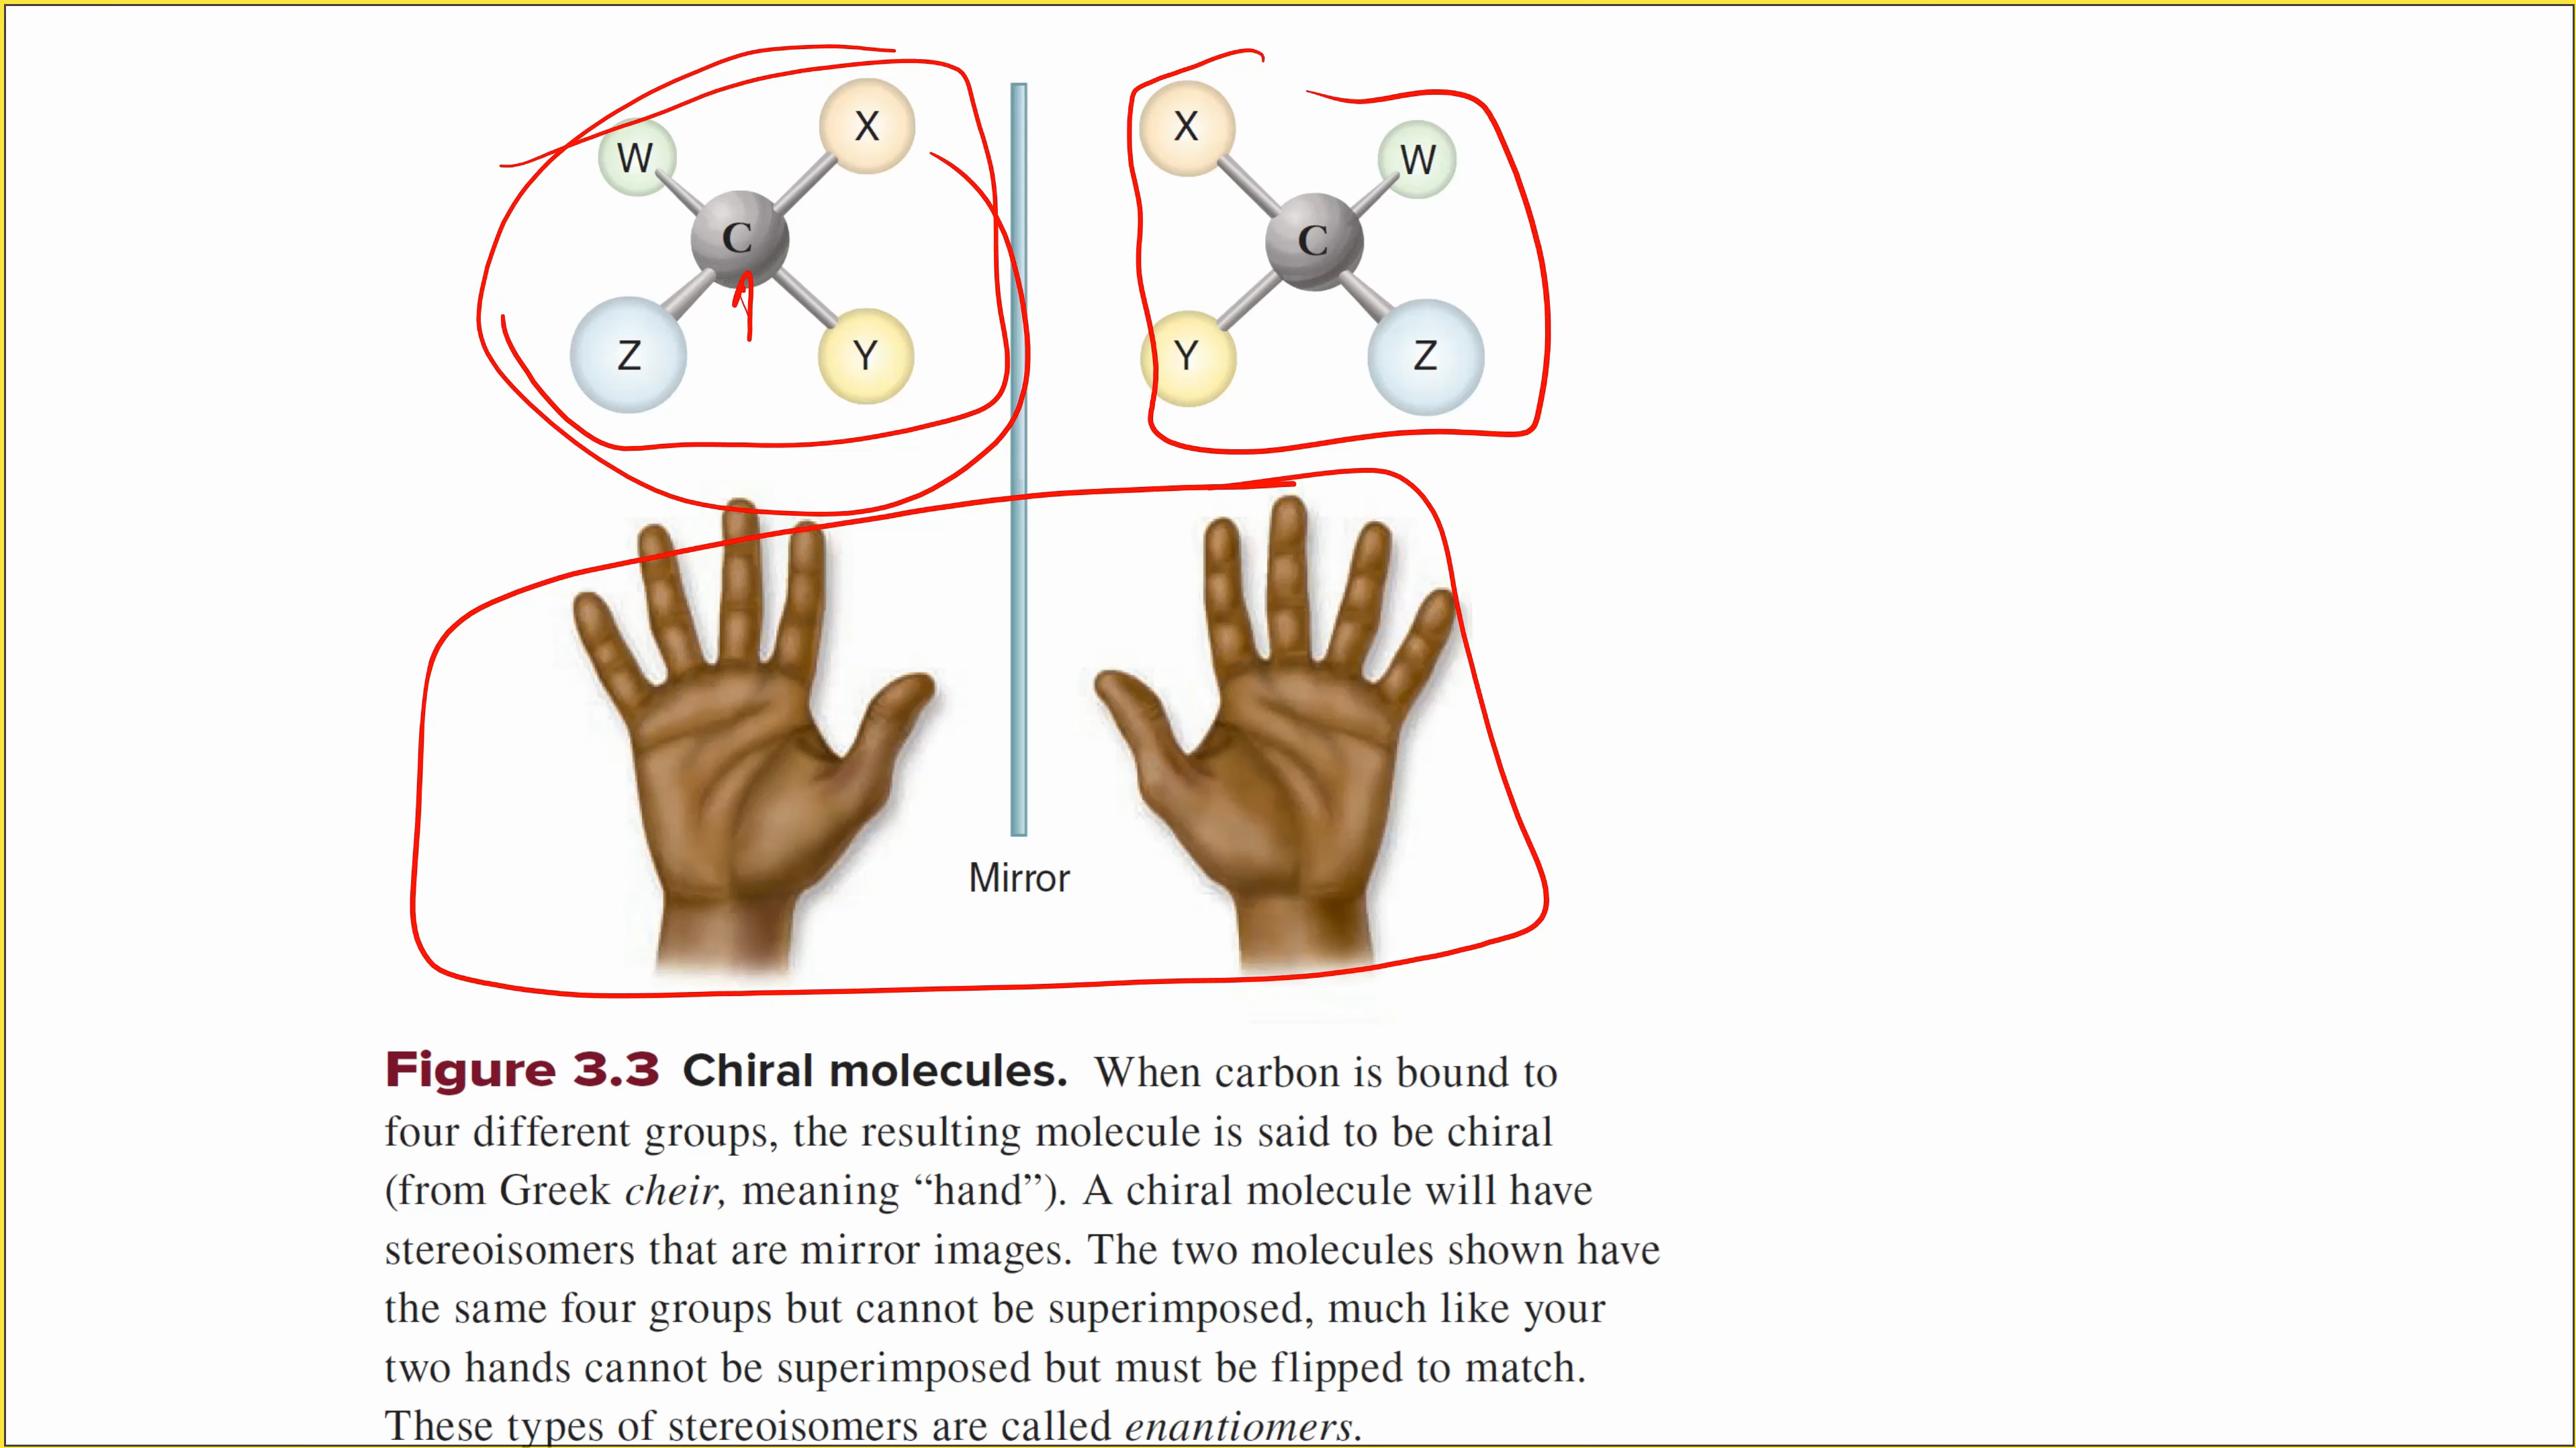 X X
W W
C C
Z Y Y Z
Mirror
Figure 3.3 Chiral molecules. When carbon is bound to
four different groups, the resulting molecule is said to be chiral
(from Greek cheir, meaning “hand”). A chiral molecule will have
stereoisomers that are mirror images. The two molecules shown have
the same four groups but cannot be superimposed, much like your
two hands cannot be superimposed but must be flipped to match.
These types of stereoisomers are called enantiomers.